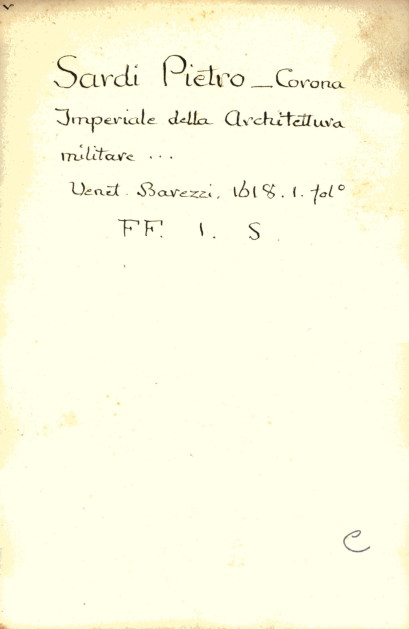 Sardi Pietro _ Corona
Imperiale della Architettura
militare ...
Venet. Barezzi, 1618. 1. fol°
FF. 1. S
C